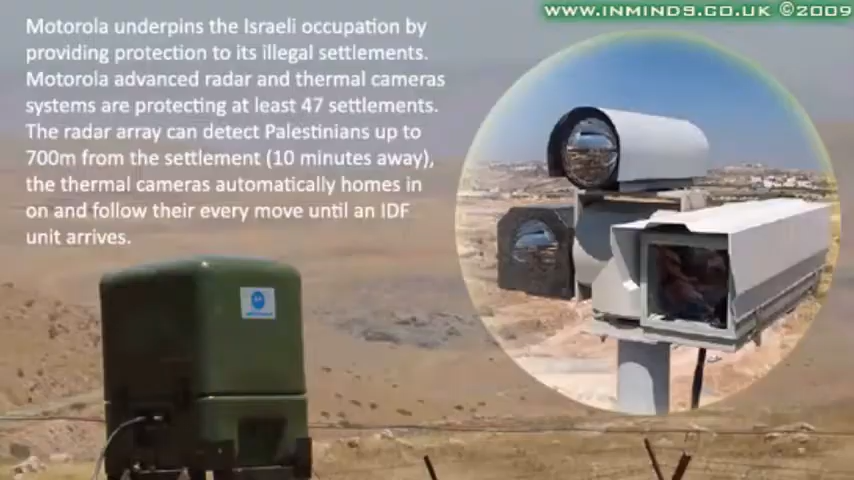 WWW.INMINDS.CO.UK ©2009
Motorola underpins the Israeli occupation by
providing protection to its illegal settlements.
Motorola advanced radar and thermal cameras
systems are protecting at least 47 settlements.
The radar array can detect Palestinians up to
700m from the settlement (10 minutes away),
the thermal cameras automatically homes in
on and follow their every move until an IDF
unit arrives.